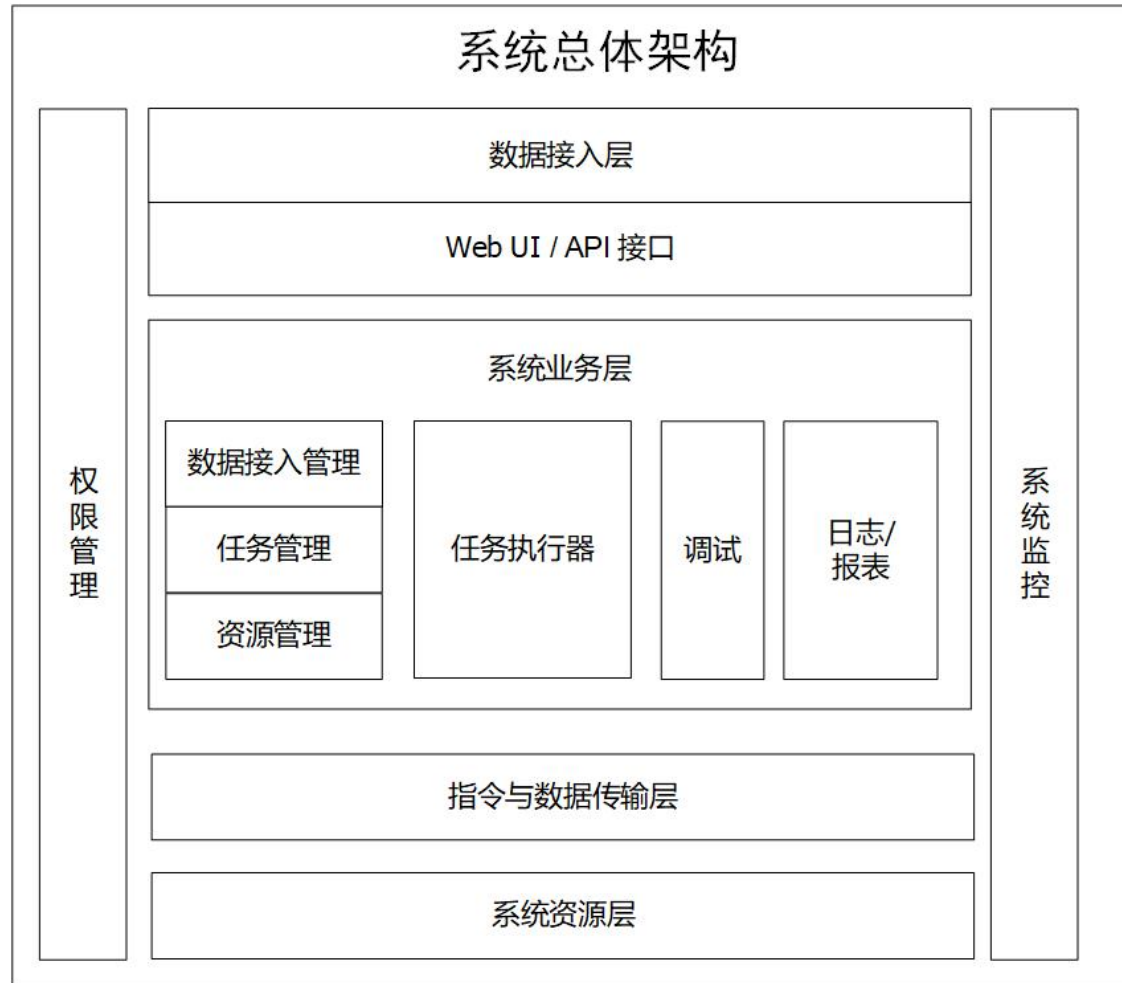 系统总体架构
权限管理
数据接入层
Web UI / API 接口
系统业务层
数据接入管理
任务管理
资源管理
任务执行器
调试
日志/
报表
指令与数据传输层
系统资源层
系统监控